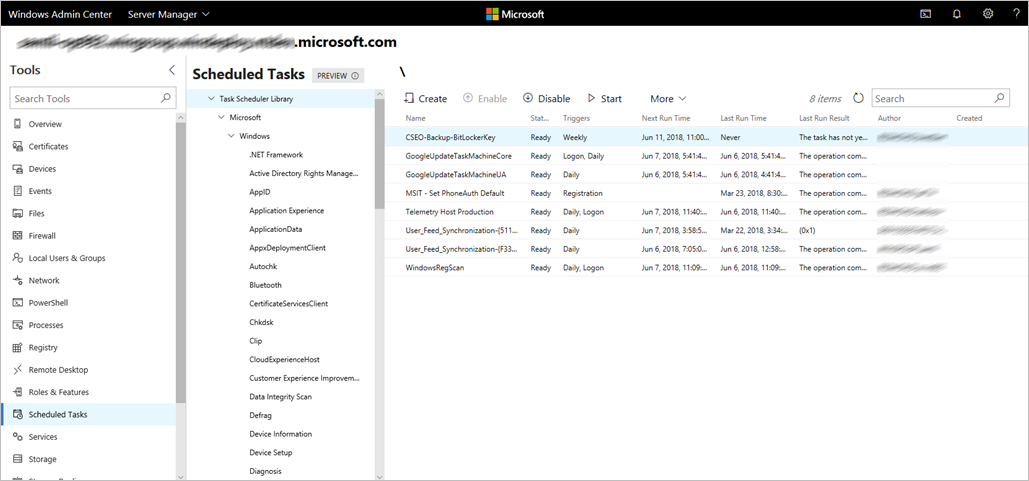 Windows Admin Center Server Manager Microsoft ?
.microsoft.com
Tools
Search Tools
Overview
Certificates
Devices
Events
Files
Firewall
Local Users & Groups
Network
PowerShell
Processes
Registry
Remote Desktop
Roles & Features
Scheduled Tasks
Services
Storage
Scheduled Tasks PREVIEW
Task Scheduler Library
Microsoft
Windows
.NET Framework
Active Directory Rights Manage...
AppID
Application Experience
ApplicationData
AppxDeploymentClient
Autochk
Bluetooth
CertificateServicesClient
Chkdsk
Clip
CloudExperienceHost
Customer Experience Improvem...
Data Integrity Scan
Defrag
Device Information
Device Setup
Diagnosis
\
Create Enable Disable Start More 8 items Search
Name Stat... Triggers Next Run Time Last Run Time Last Run Result Author Created
CSEO-Backup-BitLockerKey Ready Weekly Jun 11, 2018, 11:00... Never The task has not ye...
GoogleUpdateTaskMachineCore Ready Logon, Daily Jun 7, 2018, 5:41:4... Jun 6, 2018, 5:41:4... The operation com...
GoogleUpdateTaskMachineUA Ready Daily Jun 6, 2018, 5:41:4... Jun 6, 2018, 4:41:4... The operation com...
MSIT - Set PhoneAuth Default Ready Registration Mar 23, 2018, 8:30:... The operation com...
Telemetry Host Production Ready Daily, Logon Jun 7, 2018, 11:40:... Jun 6, 2018, 11:40:... The operation com...
User_Feed_Synchronization-{511... Ready Daily Jun 7, 2018, 3:58:5... Mar 22, 2018, 3:34:... (0x1)
User_Feed_Synchronization-{F33... Ready Daily Jun 6, 2018, 7:05:0... Jun 6, 2018, 12:58:... The operation com...
WindowsRegScan Ready Daily, Logon Jun 7, 2018, 11:09:... Jun 6, 2018, 11:09:... The operation com...